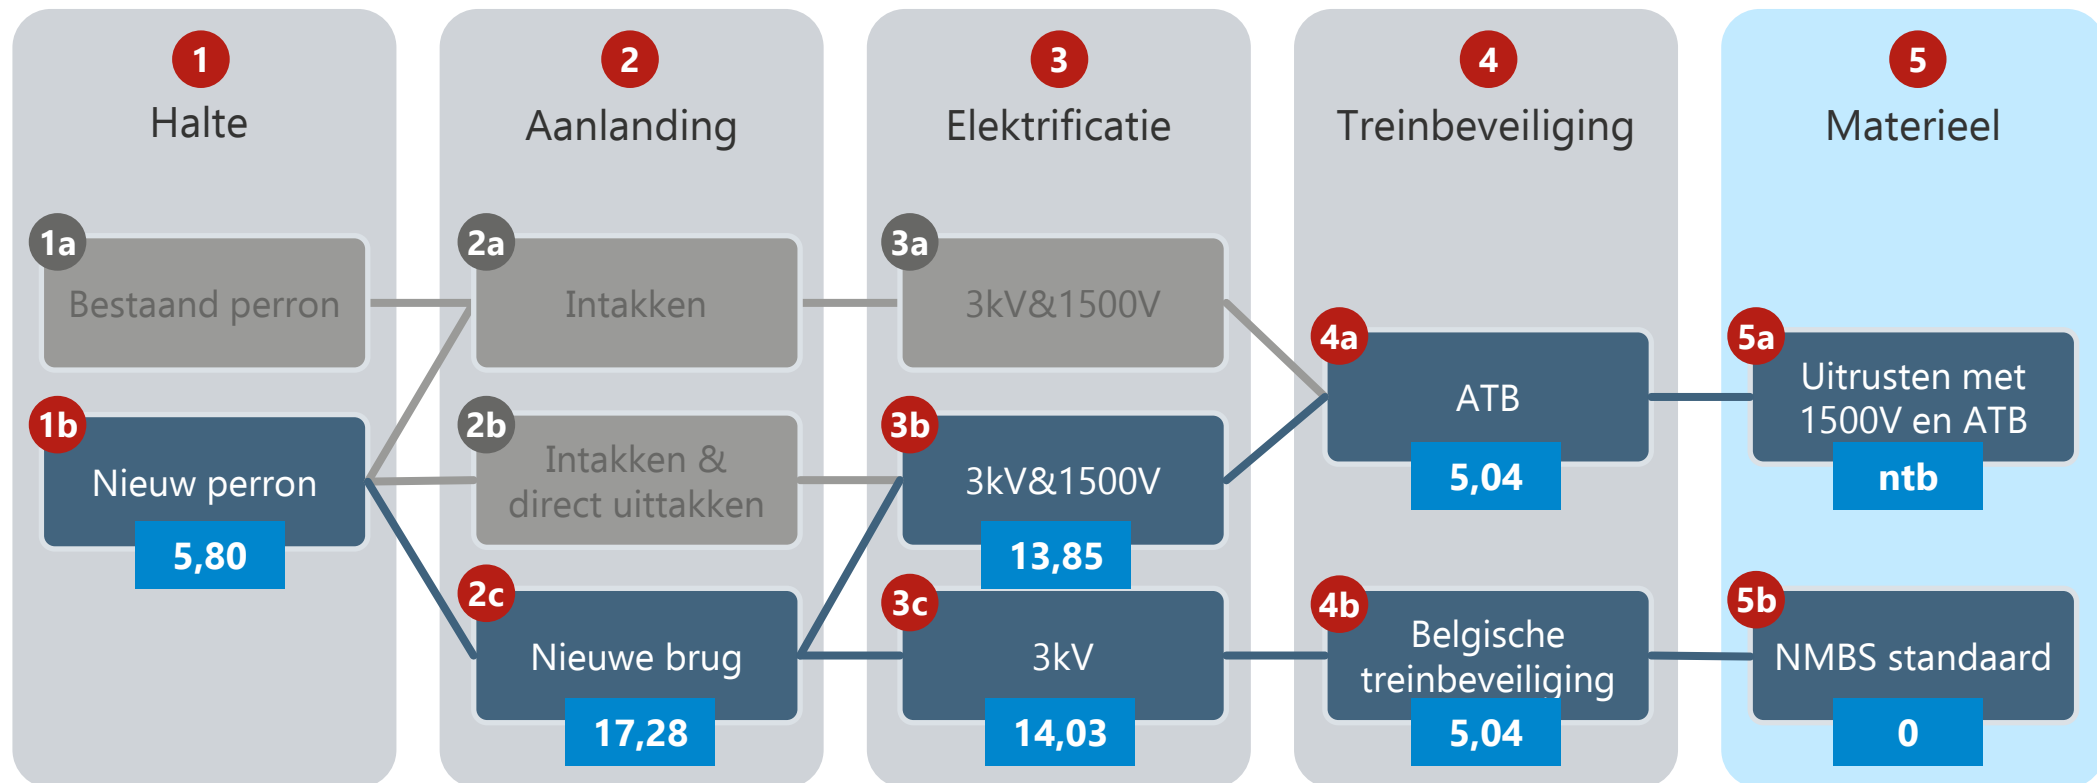 1
Halte
1a
Bestaand perron
1b
Nieuw perron
5,80
2
Aanlanding
2a
Intakken
2b
Intakken &
direct uittakken
2c
Nieuwe brug
17,28
3
Elektrificatie
3a
3kV&1500V
3b
3kV&1500V
13,85
3c
3kV
14,03
4
Treinbeveiliging
4a
ATB
5,04
4b
Belgische
treinbeveiliging
5,04
5
Materieel
5a
Uitrusten met
1500V en ATB
ntb
5b
NMBS standaard
0